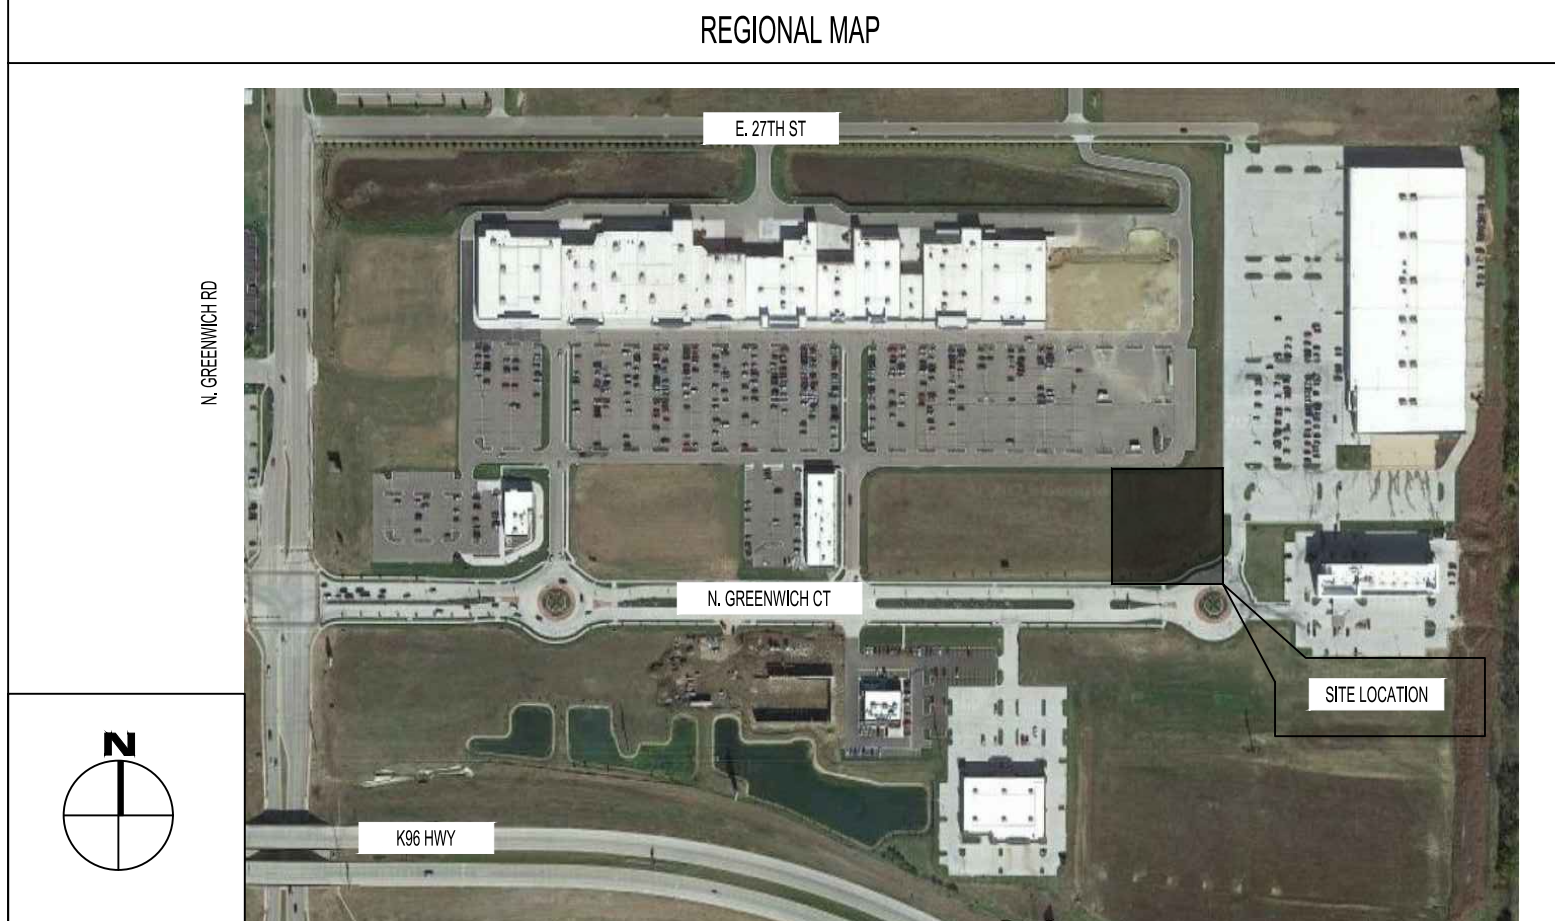 REGIONAL MAP
E. 27TH ST
N. GREENWICH RD
N. GREENWICH CT
SITE LOCATION
N
K96 HWY